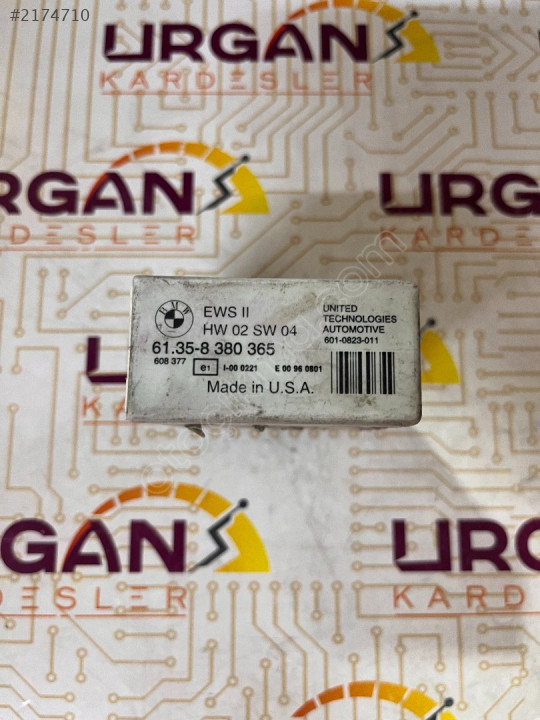 #2174710
URGAN
KARDEŞLER
URGAN
KARDEŞLER
URGAN
KARDEŞLER
BMW
EWS II
HW 02 SW 04
61.35-8 380 365
608 377
e1
I-00 0221
E 00 96 0801
Made in U.S.A.
UNITED
TECHNOLOGIES
AUTOMOTIVE
601-0823-011
URGAN
KARDEŞLER
URGAN
KARDEŞLER